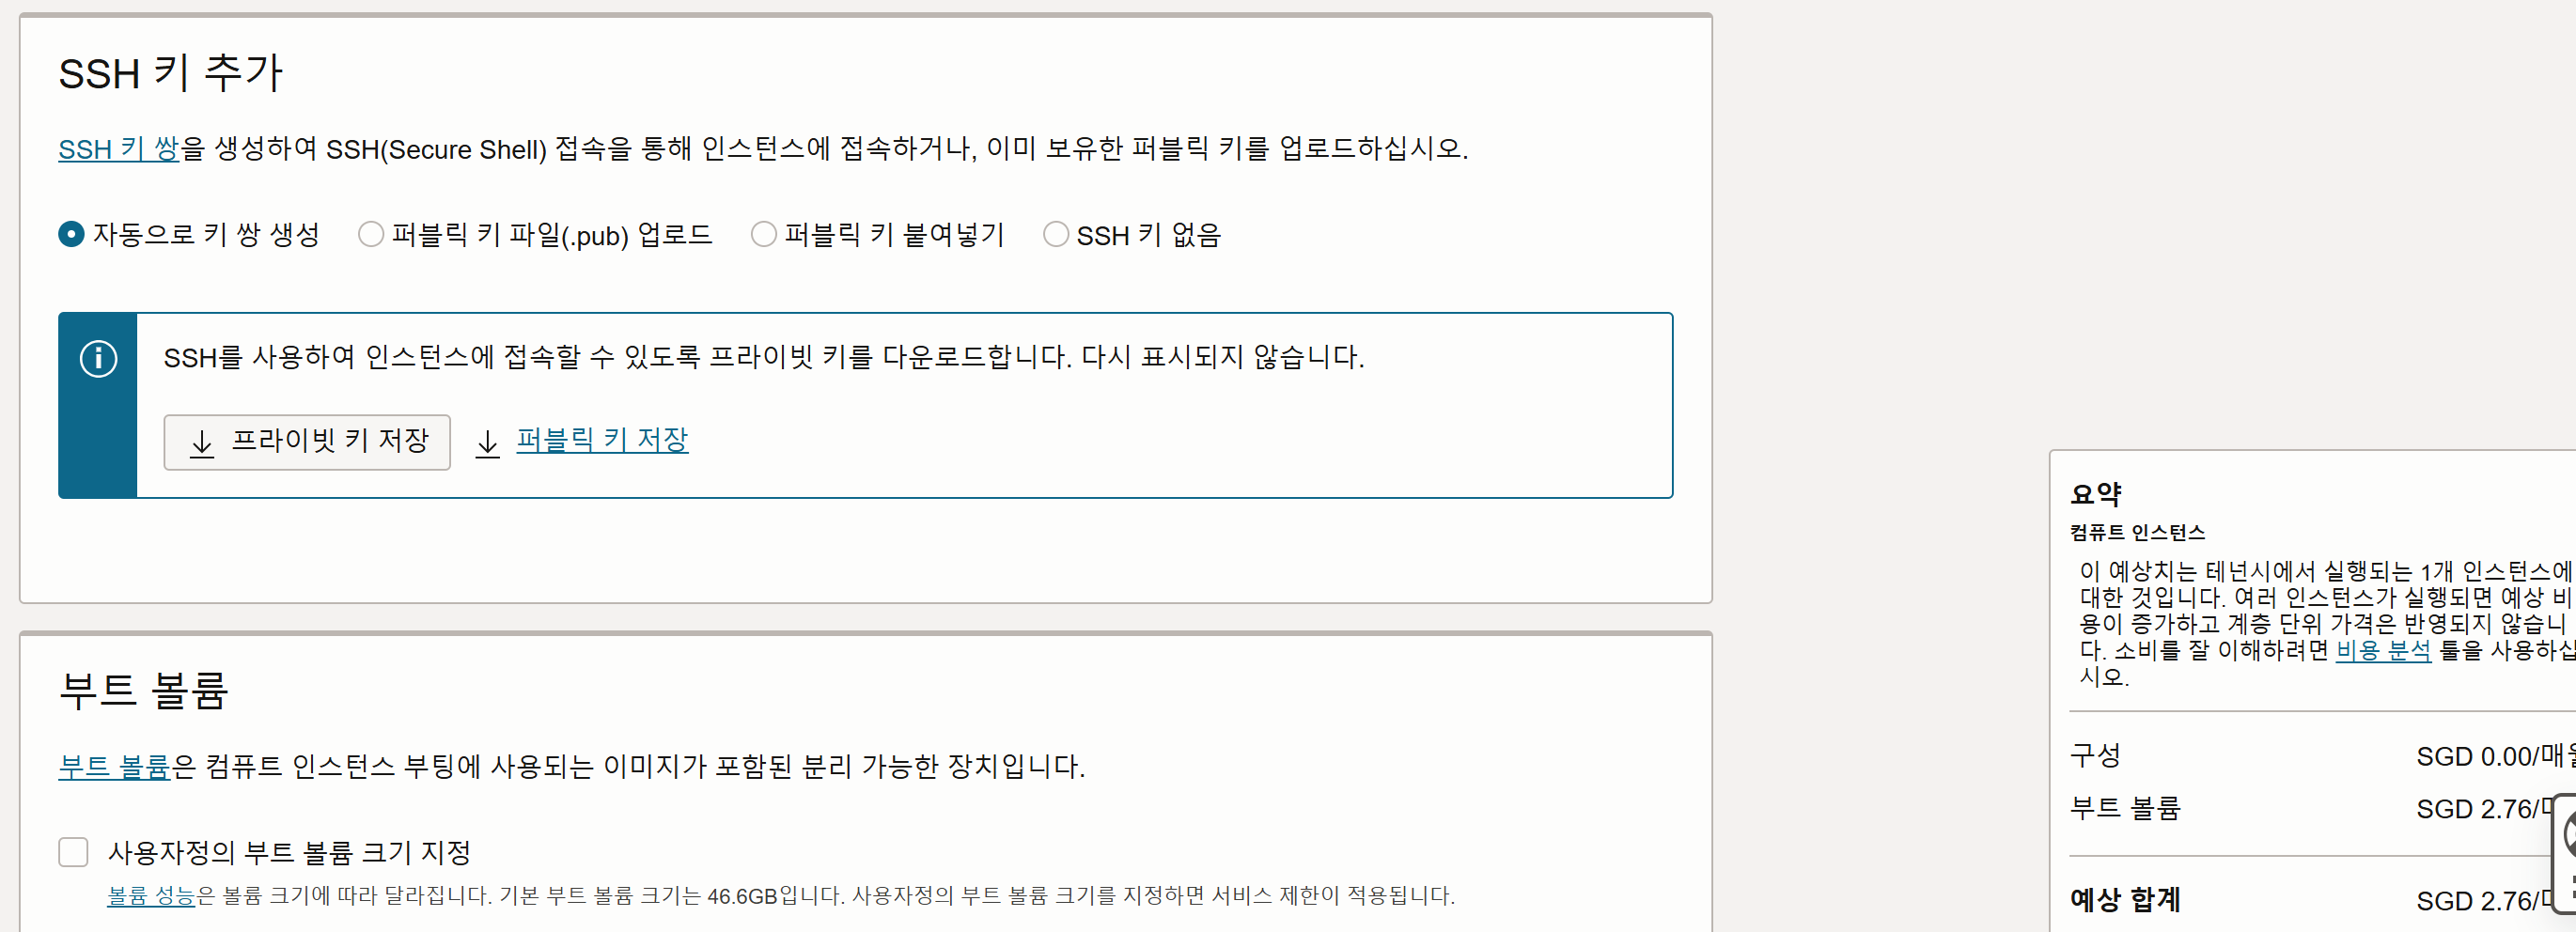 SSH 키 추가
SSH 키 쌍을 생성하여 SSH(Secure Shell) 접속을 통해 인스턴스에 접속하거나, 이미 보유한 퍼블릭 키를 업로드하십시오.
자동으로 키 쌍 생성 퍼블릭 키 파일(.pub) 업로드 퍼블릭 키 붙여넣기 SSH 키 없음
SSH를 사용하여 인스턴스에 접속할 수 있도록 프라이빗 키를 다운로드합니다. 다시 표시되지 않습니다.
프라이빗 키 저장 퍼블릭 키 저장
부트 볼륨
부트 볼륨은 컴퓨트 인스턴스 부팅에 사용되는 이미지가 포함된 분리 가능한 장치입니다.
사용자정의 부트 볼륨 크기 지정
볼륨 성능은 볼륨 크기에 따라 달라집니다. 기본 부트 볼륨 크기는 46.6GB입니다. 사용자정의 부트 볼륨 크기를 지정하면 서비스 제한이 적용됩니다.
요약
컴퓨트 인스턴스
이 예상치는 테넌시에서 실행되는 1개 인스턴스에
대한 것입니다. 여러 인스턴스가 실행되면 예상 비
용이 증가하고 계층 단위 가격은 반영되지 않습니
다. 소비를 잘 이해하려면 비용 분석 툴을 사용하십
시오.
구성 SGD 0.00/매월
부트 볼륨 SGD 2.76/
예상 합계 SGD 2.76/